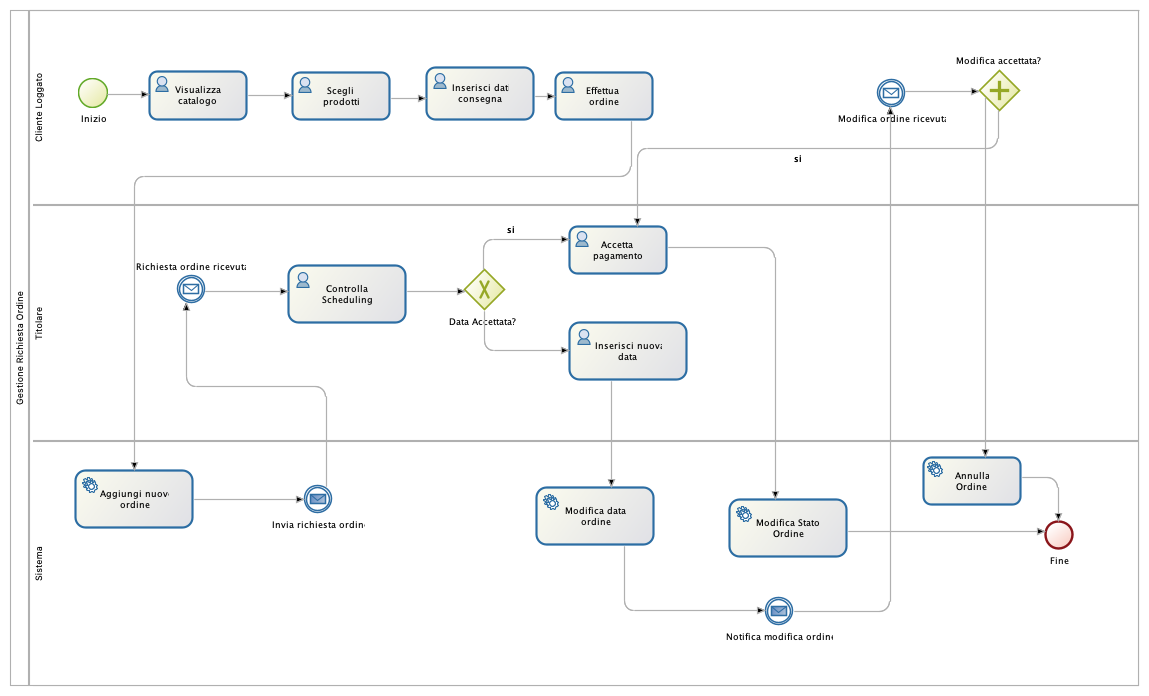 Gestione Richiesta Ordine
Cliente Loggato
Inizio
Visualizza
catalogo
Scegli
prodotti
Inserisci dati
consegna
Effettua
ordine
Modifica ordine ricevuta
Modifica accettata?
si
Titolare
Richiesta ordine ricevuta
Controlla
Scheduling
Data Accettata?
si
Accetta
pagamento
Inserisci nuova
data
Sistema
Aggiungi nuovo
ordine
Invia richiesta ordine
Modifica data
ordine
Modifica Stato
Ordine
Annulla
Ordine
Fine
Notifica modifica ordine